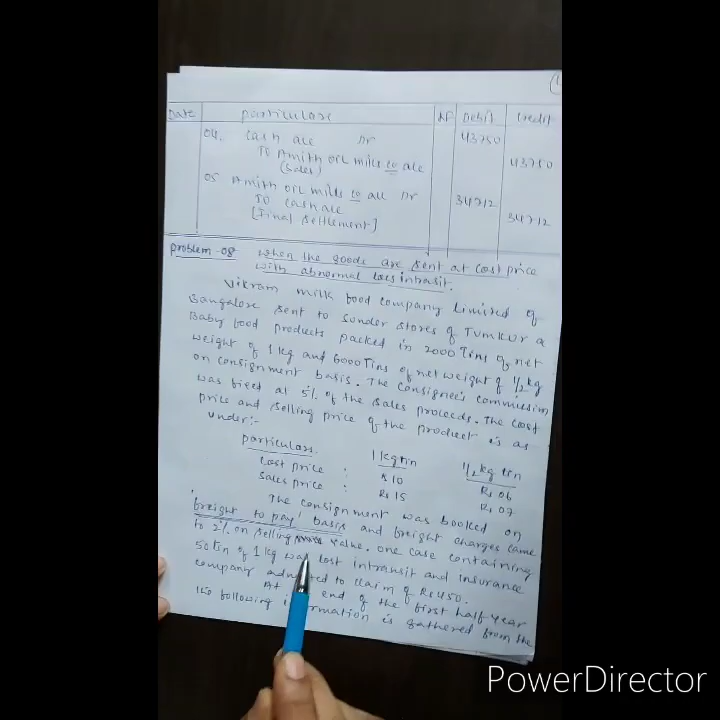 Date Particulars LF Debit Credit
04. Cash a/c Dr 43750
To Amith oil mills co a/c 43750
(Sales)
05 Amith oil mills co a/c Dr 34712
To cash a/c 34712
[Final Settlement]
Problem-08 When the goods are sent at cost price
with abnormal loss intrasit.
Vikram milk food company Limited of
Bangalore sent to Sunder stores of Tumkur a
Baby food products packed in 2000 Tins of net
weight of 1 kg and 6000 Tins of net weight of 1/2 kg
on consignment basis. The consignee's commission
was fixed at 5% of the sales proceeds. The cost
price and selling price of the product is as
under:-
particulars 1 kg tin 1/2 kg tin
Cost price : 10 Rs 06
Sales price : Rs 15 Rs 07
The consignment was booked on
'freight to pay' basis and freight charges came
to 2% on selling value. one case containing
50 tin of 1 kg was lost intransit and insurance
company admitted to claim of Rs 450.
At end of the first half year
the following information is gathered from the
PowerDirector